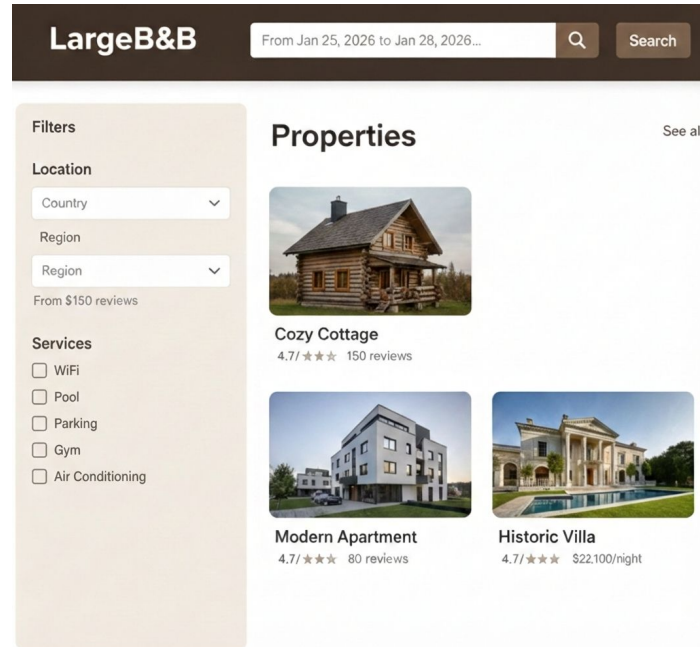 LargeB&B
From Jan 25, 2026 to Jan 28, 2026...
Search
Filters
Location
Country
Region
Region
From $150 reviews
Services
WiFi
Pool
Parking
Gym
Air Conditioning
Properties
See al
Cozy Cottage
4.7/★★★ 150 reviews
Modern Apartment
4.7/★★★ 80 reviews
Historic Villa
4.7/★★★ $22,100/night